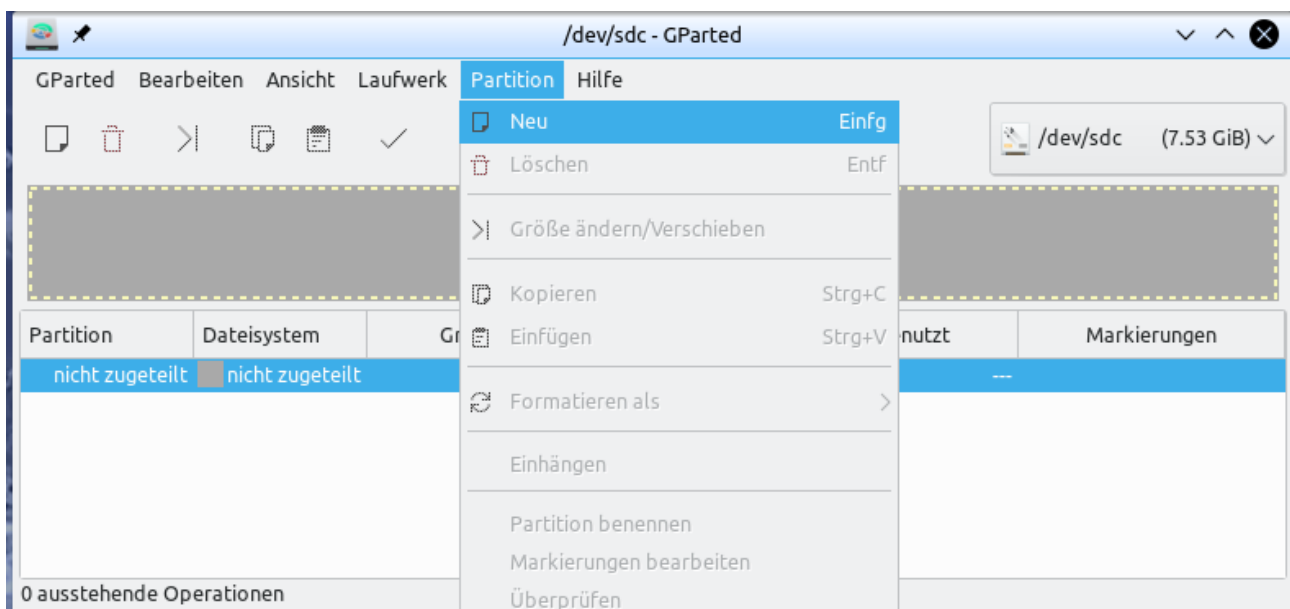 /dev/sdc - GParted
GParted Bearbeiten Ansicht Laufwerk Partition Hilfe
Neu Einfg
/dev/sdc (7.53 GiB)
Löschen Entf
Größe ändern/Verschieben
Kopieren Strg+C
Partition Dateisystem Gr Einfügen Strg+V nutzt Markierungen
nicht zugeteilt nicht zugeteilt ---
Formatieren als
Einhängen
Partition benennen
Markierungen bearbeiten
0 ausstehende Operationen Überprüfen